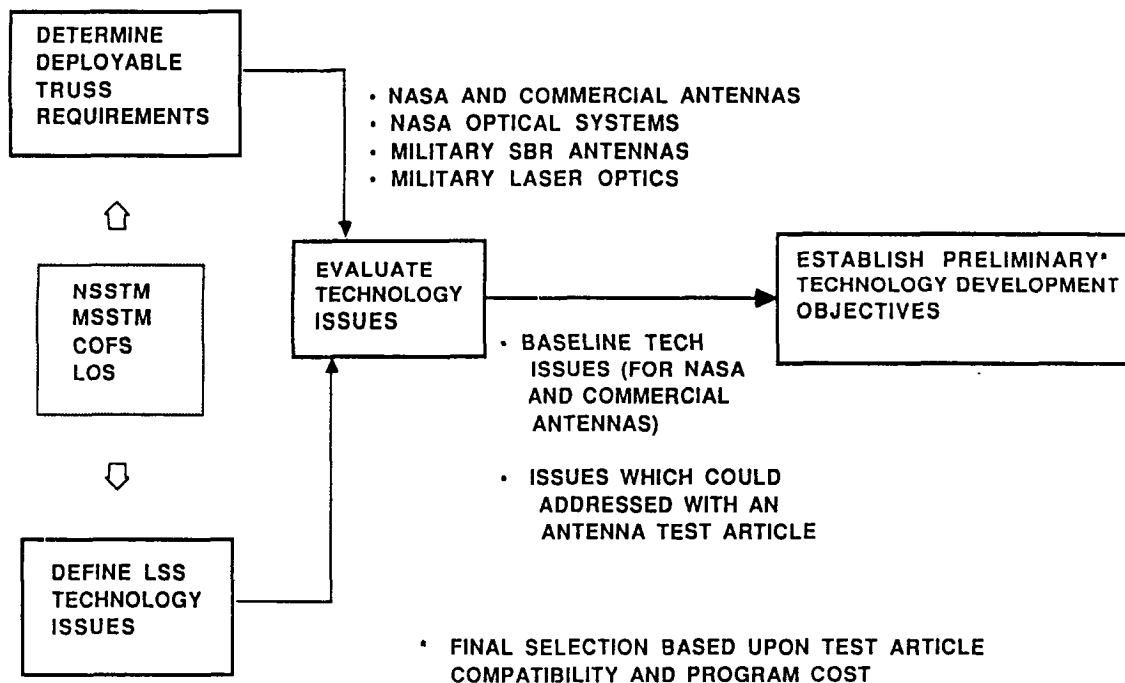 DETERMINE
DEPLOYABLE
TRUSS
REQUIREMENTS
• NASA AND COMMERCIAL ANTENNAS
• NASA OPTICAL SYSTEMS
• MILITARY SBR ANTENNAS
• MILITARY LASER OPTICS
NSSTM
MSSTM
COFS
LOS
EVALUATE
TECHNOLOGY
ISSUES
ESTABLISH PRELIMINARY*
TECHNOLOGY DEVELOPMENT
OBJECTIVES
• BASELINE TECH
ISSUES (FOR NASA
AND COMMERCIAL
ANTENNAS)
• ISSUES WHICH COULD
ADDRESSED WITH AN
ANTENNA TEST ARTICLE
DEFINE LSS
TECHNOLOGY
ISSUES
* FINAL SELECTION BASED UPON TEST ARTICLE
COMPATIBILITY AND PROGRAM COST